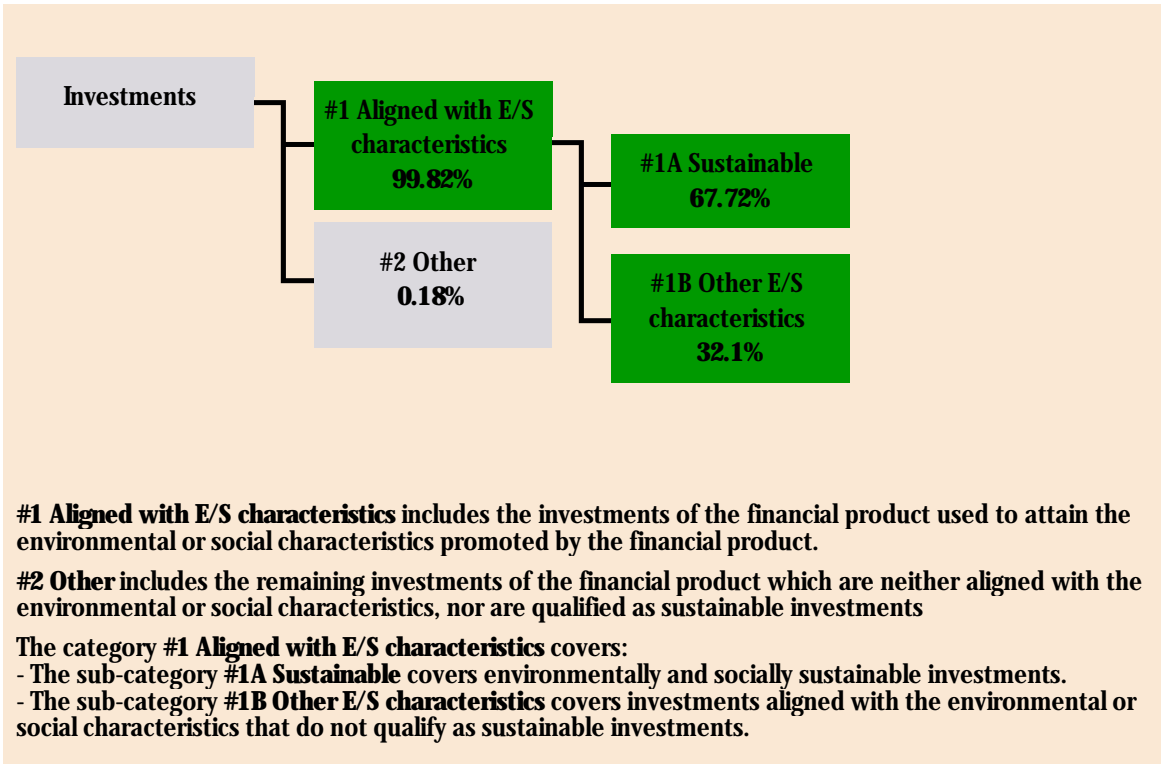 Investments
#1 Aligned with E/S
characteristics
99.82%
#2 Other
0.18%
#1A Sustainable
67.72%
#1B Other E/S
characteristics
32.1%
#1 Aligned with E/S characteristics includes the investments of the financial product used to attain the
environmental or social characteristics promoted by the financial product.
#2 Other includes the remaining investments of the financial product which are neither aligned with the
environmental or social characteristics, nor are qualified as sustainable investments
The category #1 Aligned with E/S characteristics covers:
- The sub-category #1A Sustainable covers environmentally and socially sustainable investments.
- The sub-category #1B Other E/S characteristics covers investments aligned with the environmental or
social characteristics that do not qualify as sustainable investments.